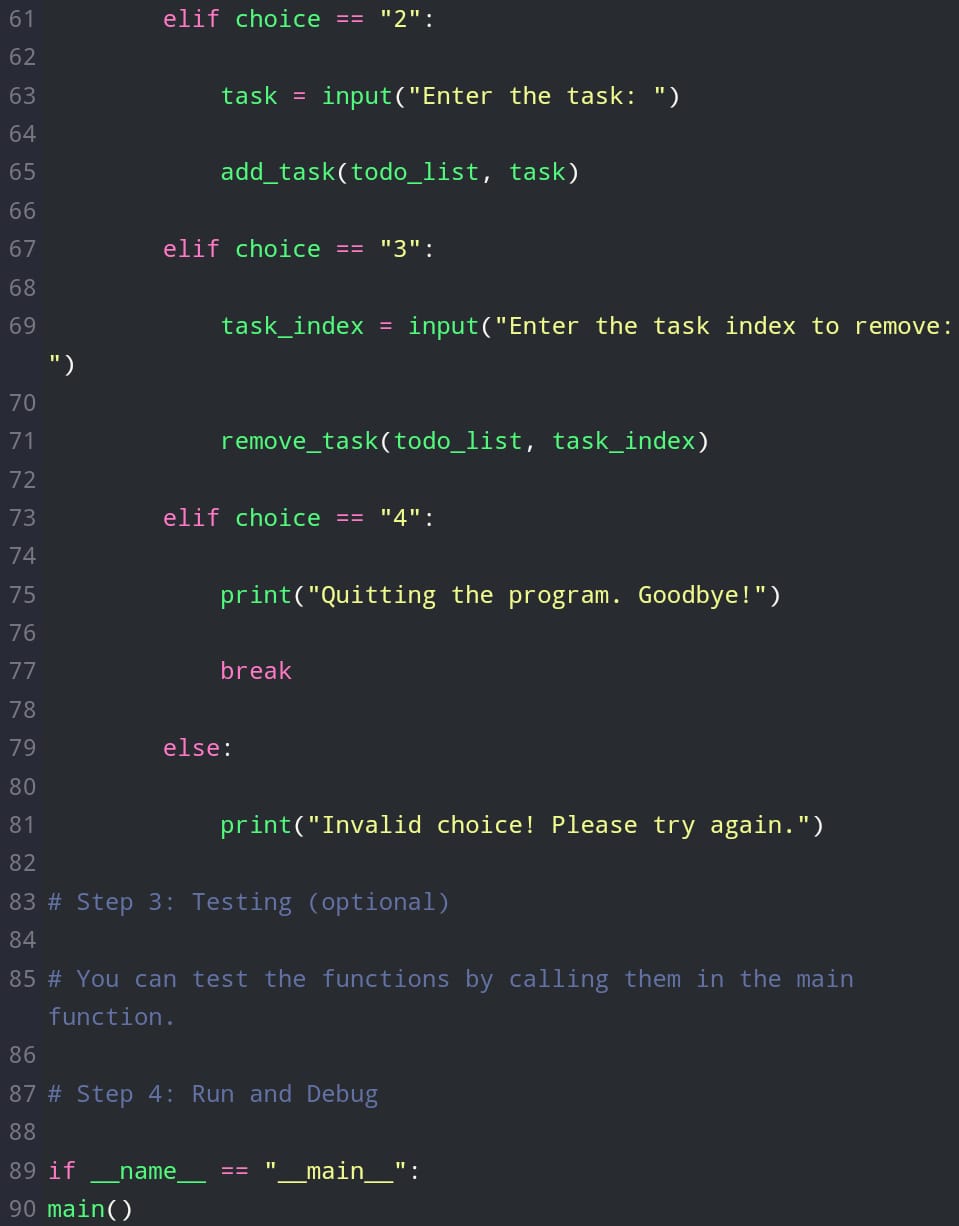 61 elif choice == "2":
62
63 task = input("Enter the task: ")
64
65 add_task(todo_list, task)
66
67 elif choice == "3":
68
69 task_index = input("Enter the task index to remove:
")
70
71 remove_task(todo_list, task_index)
72
73 elif choice == "4":
74
75 print("Quitting the program. Goodbye!")
76
77 break
78
79 else:
80
81 print("Invalid choice! Please try again.")
82
83 # Step 3: Testing (optional)
84
85 # You can test the functions by calling them in the main
function.
86
87 # Step 4: Run and Debug
88
89 if __name__ == "__main__":
90 main()